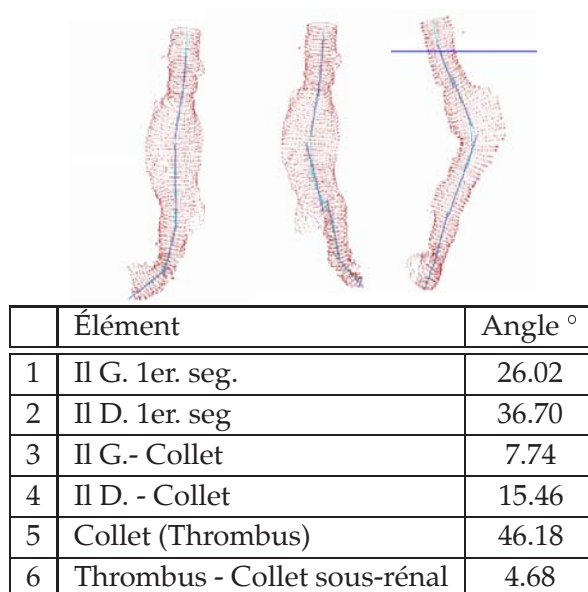 Élément Angle °
1 Il G. 1er. seg. 26.02
2 Il D. 1er. seg 36.70
3 Il G.- Collet 7.74
4 Il D. - Collet 15.46
5 Collet (Thrombus) 46.18
6 Thrombus - Collet sous-rénal 4.68